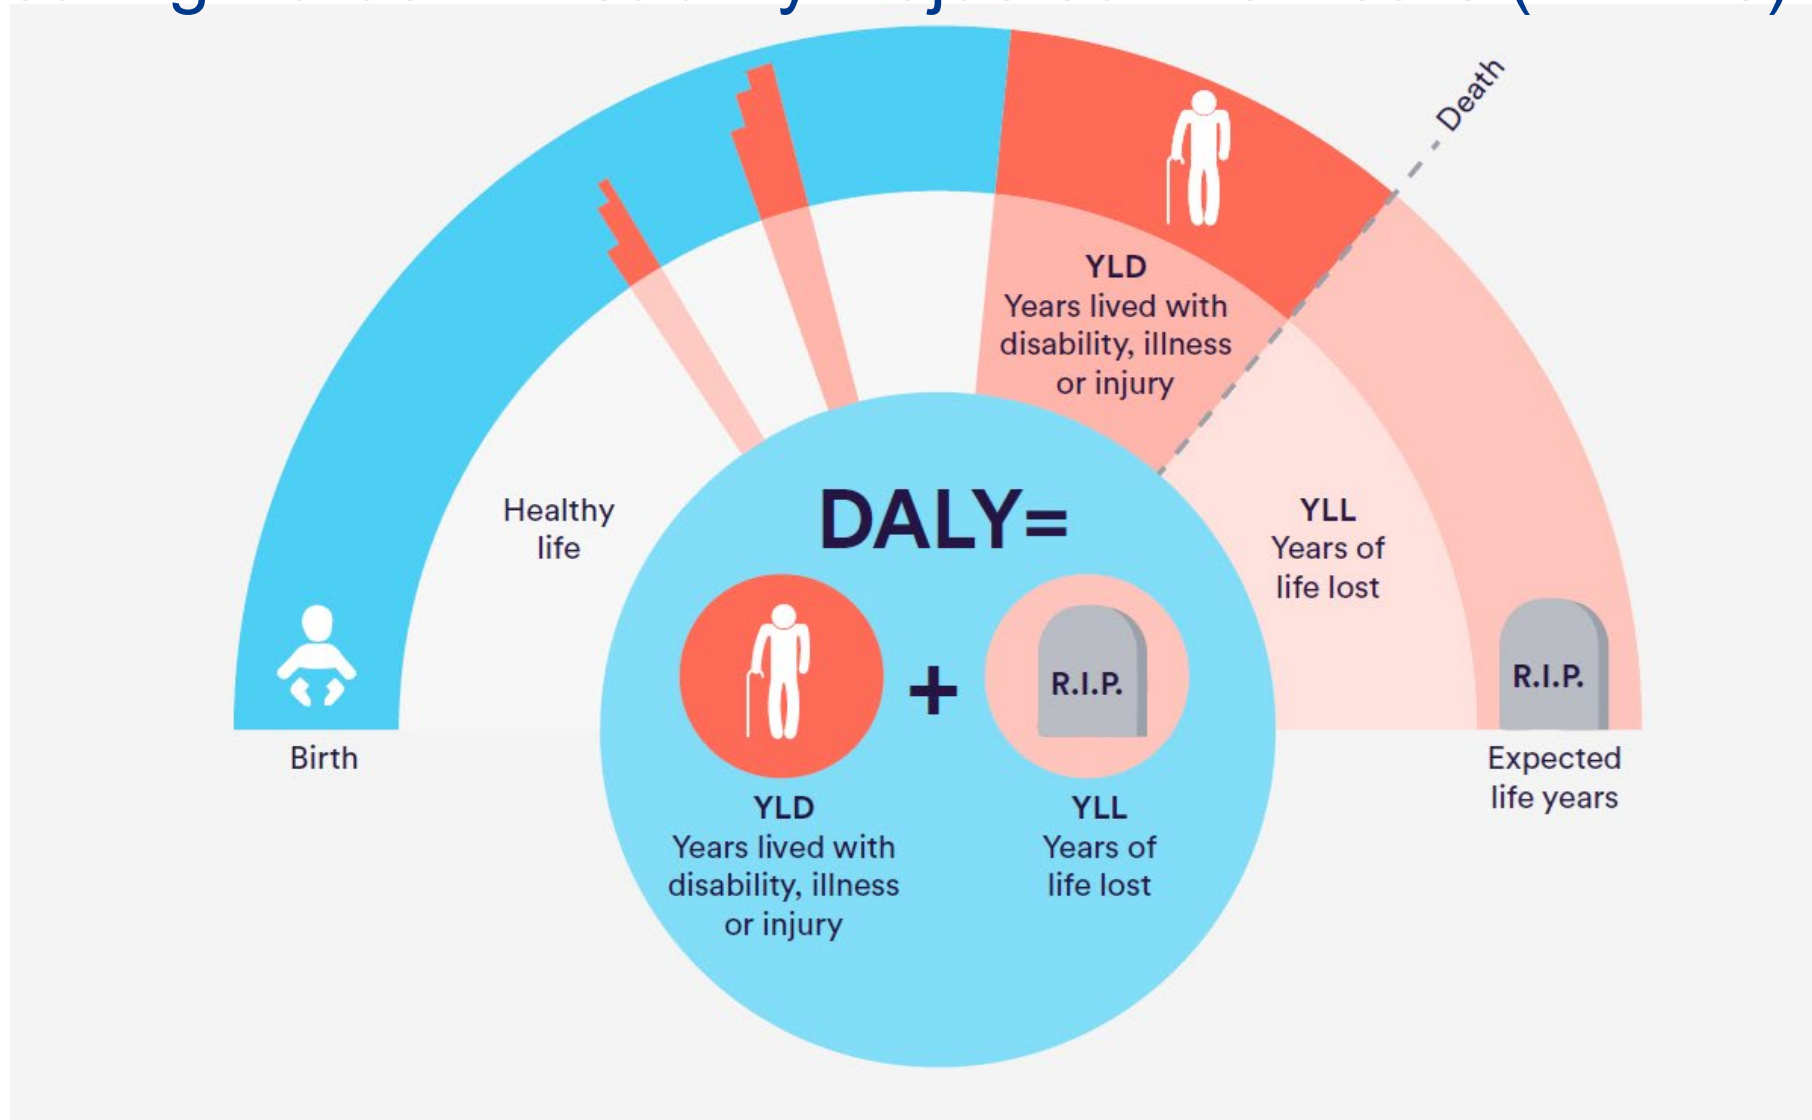 Death
YLD
Years lived with
disability, illness
or injury
Healthy
life
DALY=
YLL
Years of
life lost
+
R.I.P.
R.I.P.
Birth
Expected
life years
YLD
Years lived with
disability, illness
or injury
YLL
Years of
life lost